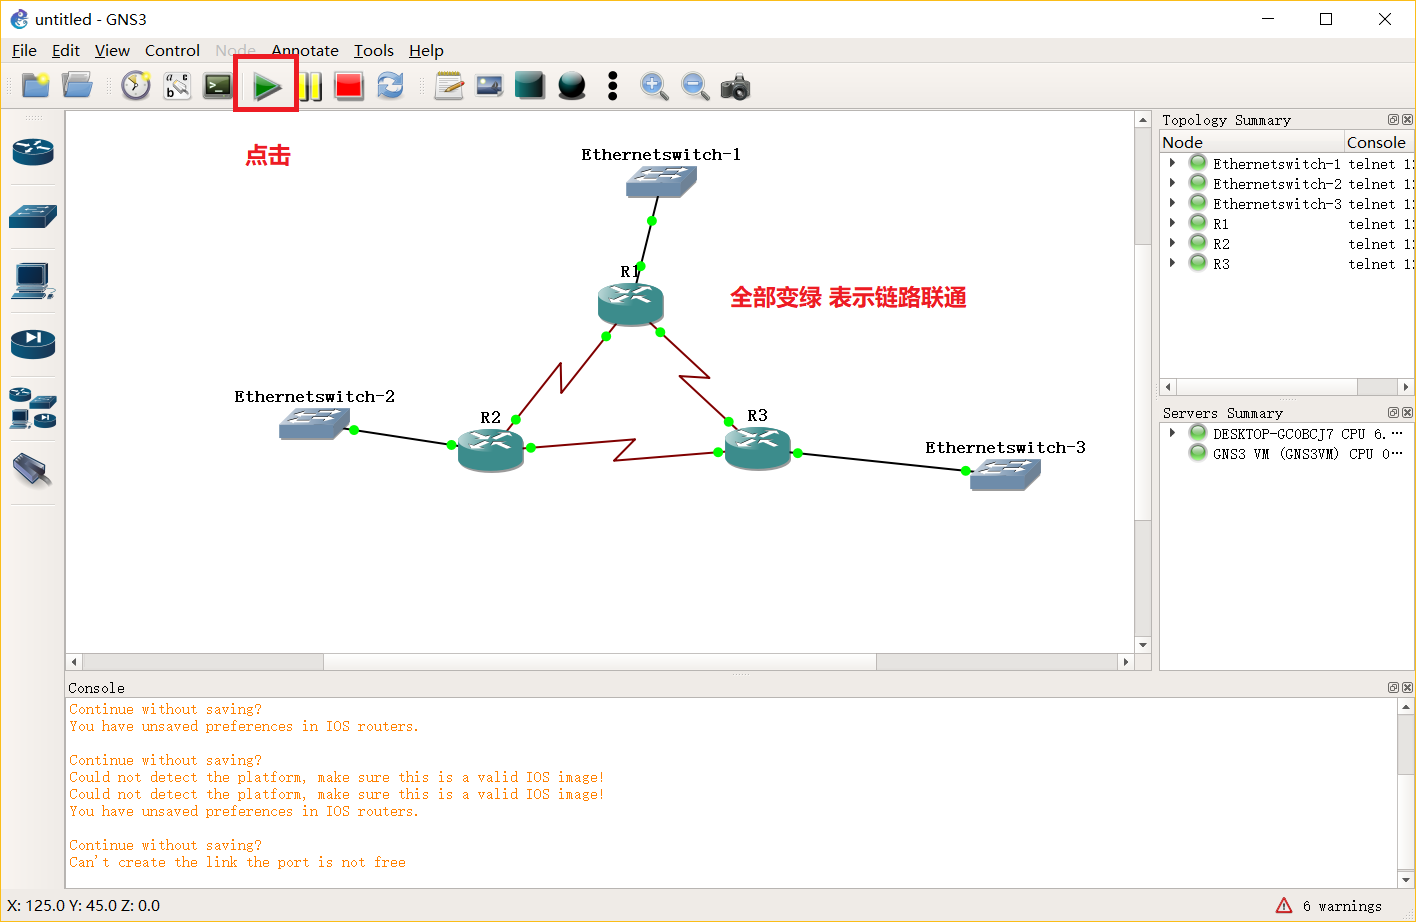 untitled - GNS3
File Edit View Control Node Annotate Tools Help
点击
Ethernetswitch-1
R1
全部变绿 表示链路联通
Ethernetswitch-2
R2
R3
Ethernetswitch-3
Topology Summary
Node Console
Ethernetswitch-1 telnet 1
Ethernetswitch-2 telnet 1
Ethernetswitch-3 telnet 1
R1 telnet 1
R2 telnet 1
R3 telnet 1
Servers Summary
DESKTOP-GC0BCJ7 CPU 6.…
GNS3 VM (GNS3VM) CPU 0…
Console
Continue without saving?
You have unsaved preferences in IOS routers.
Continue without saving?
Could not detect the platform, make sure this is a valid IOS image!
Could not detect the platform, make sure this is a valid IOS image!
You have unsaved preferences in IOS routers.
Continue without saving?
Can't create the link the port is not free
X: 125.0 Y: 45.0 Z: 0.0
6 warnings